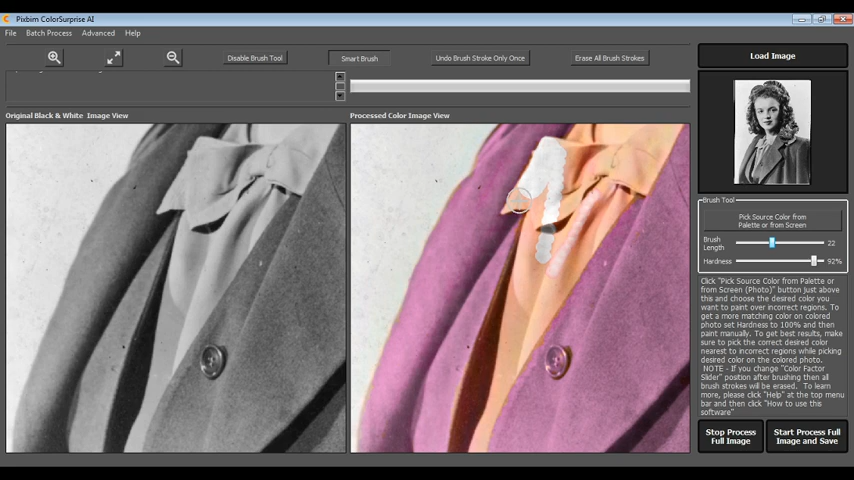 Pixbim ColorSurprise AI
File Batch Process Advanced Help
Disable Brush Tool Smart Brush Undo Brush Stroke Only Once Erase All Brush Strokes
Load Image
Original Black & White Image View Processed Color Image View
Brush Tool
Pick Source Color from
Palette or from Screen
Brush
Length 22
Hardness 92%
Click "Pick Source Color from Palette or
from Screen (Photo)" button just above
this and choose the desired color you
want to paint over incorrect regions. To
get a more matching color on colored
photo set Hardness to 100% and then
paint manually. To get best results, make
sure to pick the correct desired color
nearest to incorrect regions while picking
desired color on the colored photo.
NOTE - If you change "Color Factor
Slider" position after brushing then all
brush strokes will be erased. To learn
more, please click "Help" at the top menu
bar and then click "How to use this
software"
Stop Process
Full Image
Start Process Full
Image and Save